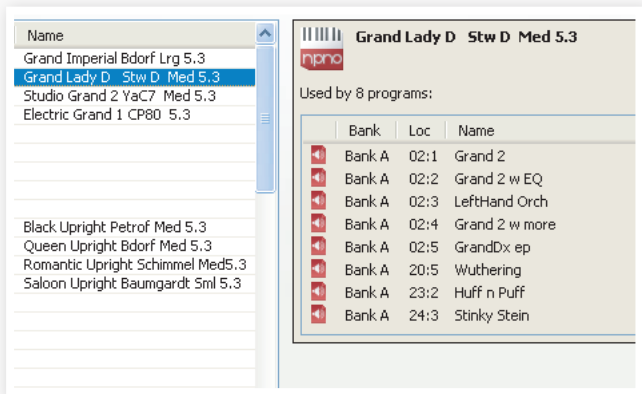 Name
Grand Imperial Bdorf Lrg 5.3
Grand Lady D Stw D Med 5.3
Studio Grand 2 YaC7 Med 5.3
Electric Grand 1 CP80 5.3
Black Upright Petrof Med 5.3
Queen Upright Bdorf Med 5.3
Romantic Upright Schimmel Med5.3
Saloon Upright Baumgardt Sml 5.3
npno
Grand Lady D Stw D Med 5.3
Used by 8 programs:
Bank Loc Name
Bank A 02:1 Grand 2
Bank A 02:2 Grand 2 w EQ
Bank A 02:3 LeftHand Orch
Bank A 02:4 Grand 2 w more
Bank A 02:5 GrandDx ep
Bank A 20:5 Wuthering
Bank A 23:2 Huff n Puff
Bank A 24:3 Stinky Stein